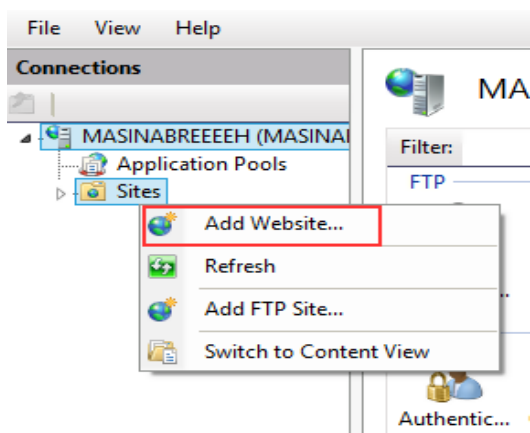 File View Help
Connections
MASINABREEEEH (MASINAI
Application Pools
Sites
Add Website...
Refresh
Add FTP Site...
Switch to Content View
MA
Filter:
FTP
Authentic...